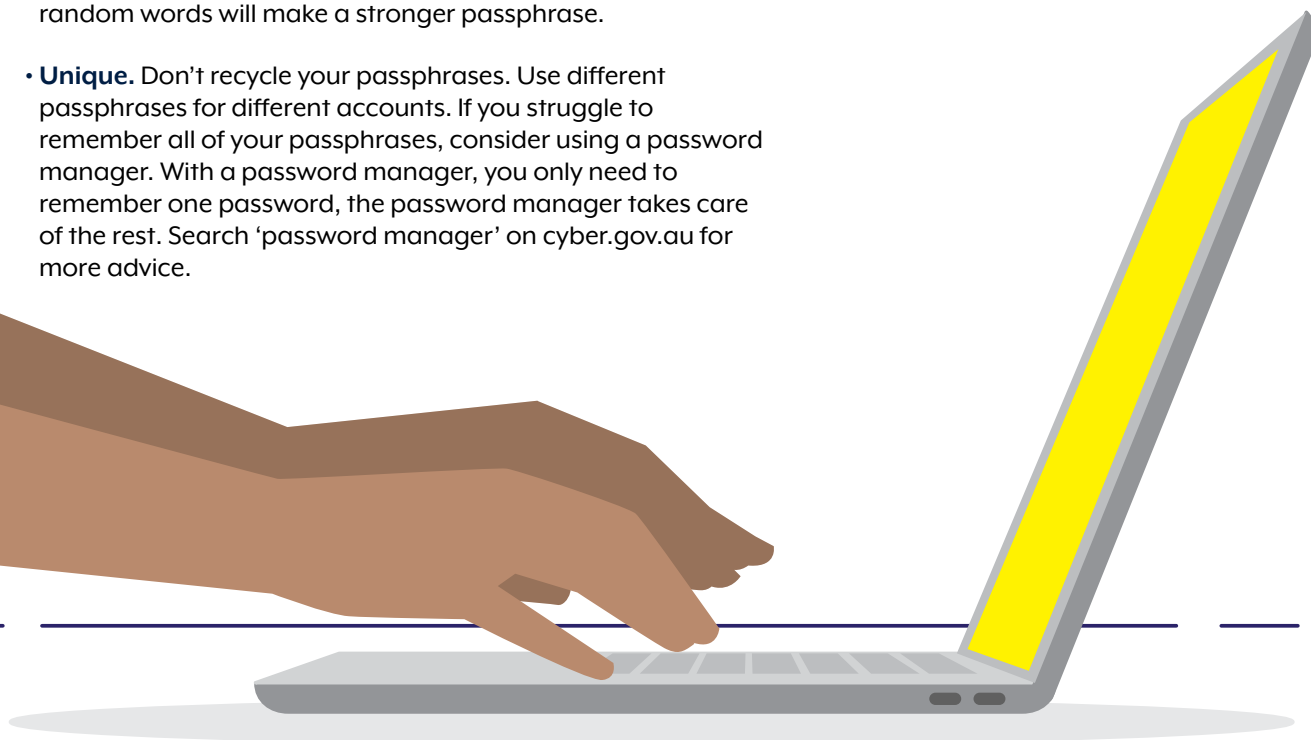 random words will make a stronger passphrase.
• Unique. Don’t recycle your passphrases. Use different
passphrases for different accounts. If you struggle to
remember all of your passphrases, consider using a password
manager. With a password manager, you only need to
remember one password, the password manager takes care
of the rest. Search ‘password manager’ on cyber.gov.au for
more advice.